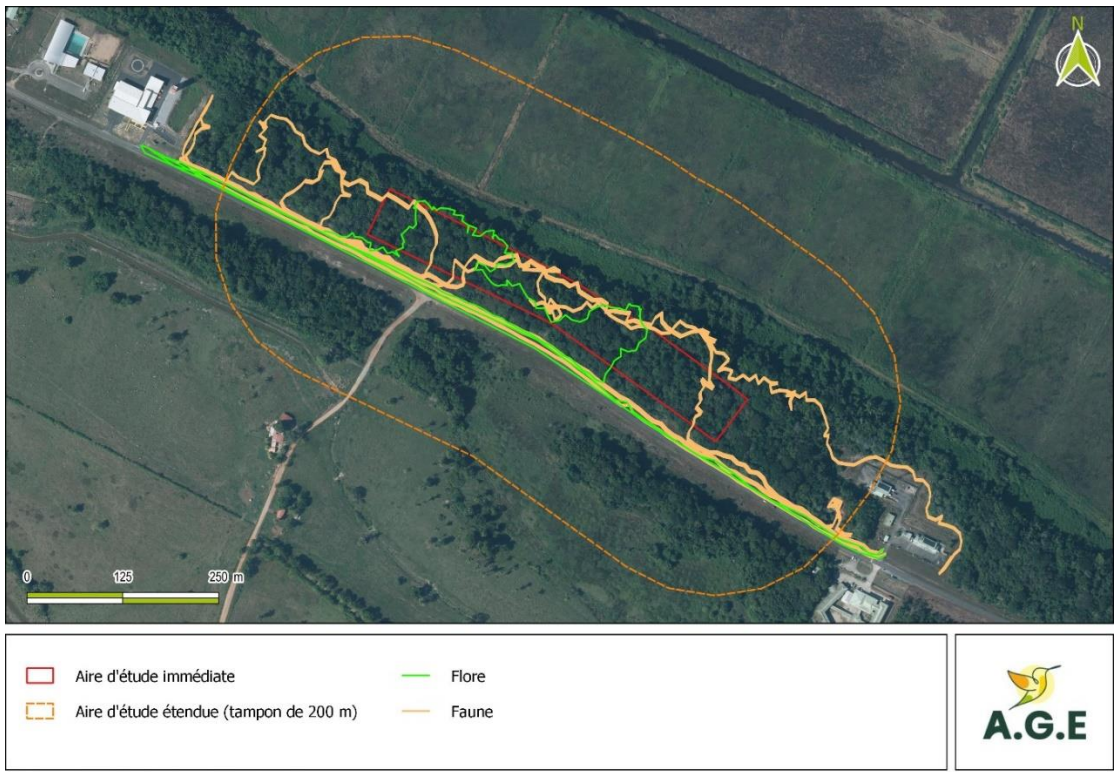 N
0 125 250 m
Aire d'étude immédiate
Flore
Aire d'étude étendue (tampon de 200 m)
Faune
A.G.E